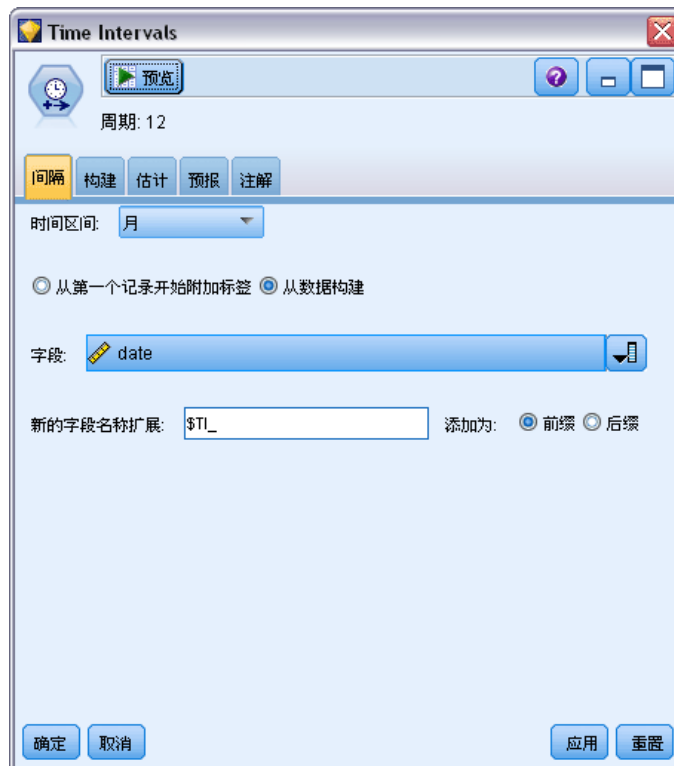 Time Intervals
预览
周期: 12
间隔 构建 估计 预报 注解
时间区间: 月
从第一个记录开始附加标签 从数据构建
字段: date
新的字段名称扩展: $TI_ 添加为: 前缀 后缀
确定 取消 应用 重置